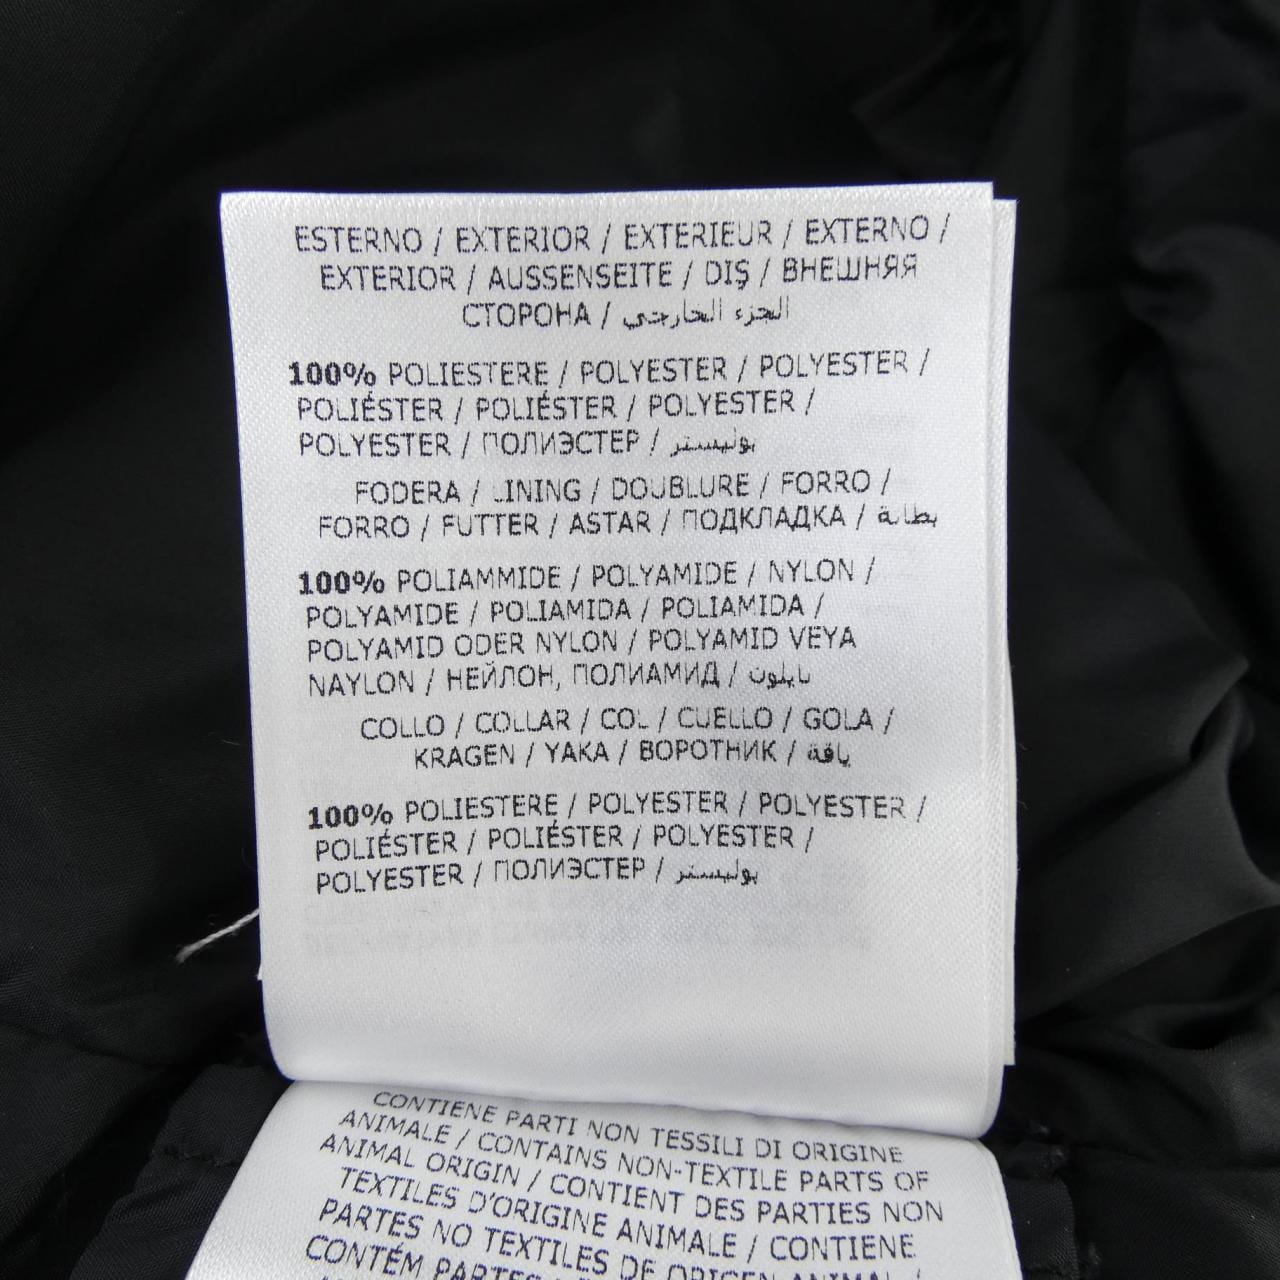 ESTERNO / EXTERIOR / EXTERIEUR / EXTERNO /
EXTERIOR / AUSSENSEITE / DIŞ / ВНЕШНЯЯ
СТОРОНА / الجزء الخارجي
100% POLIESTERE / POLYESTER / POLYESTER /
POLIÉSTER / POLIÉSTER / POLYESTER /
POLYESTER / ПОЛИЭСТЕР / بوليستر
FODERA / LINING / DOUBLURE / FORRO /
FORRO / FUTTER / ASTAR / ПОДКЛАДКА / بطانة
100% POLIAMMIDE / POLYAMIDE / NYLON /
POLYAMIDE / POLIAMIDA / POLIAMIDA /
POLYAMID ODER NYLON / POLYAMID VEYA
NAYLON / НЕЙЛОН, ПОЛИАМИД / نايلون
COLLO / COLLAR / COL / CUELLO / GOLA /
KRAGEN / YAKA / ВОРОТНИК / ياقة
100% POLIESTERE / POLYESTER / POLYESTER /
POLIÉSTER / POLIÉSTER / POLYESTER /
POLYESTER / ПОЛИЭСТЕР / بوليستر
CONTIENE PARTI NON TESSILI DI ORIGINE
ANIMALE / CONTAINS NON-TEXTILE PARTS OF
ANIMAL ORIGIN / CONTIENT DES PARTIES NON
TEXTILES D'ORIGINE ANIMALE / CONTIENE
PARTES NO TEXTILES DE ORIGEN ANIMAL /
CONTÉM PARTES